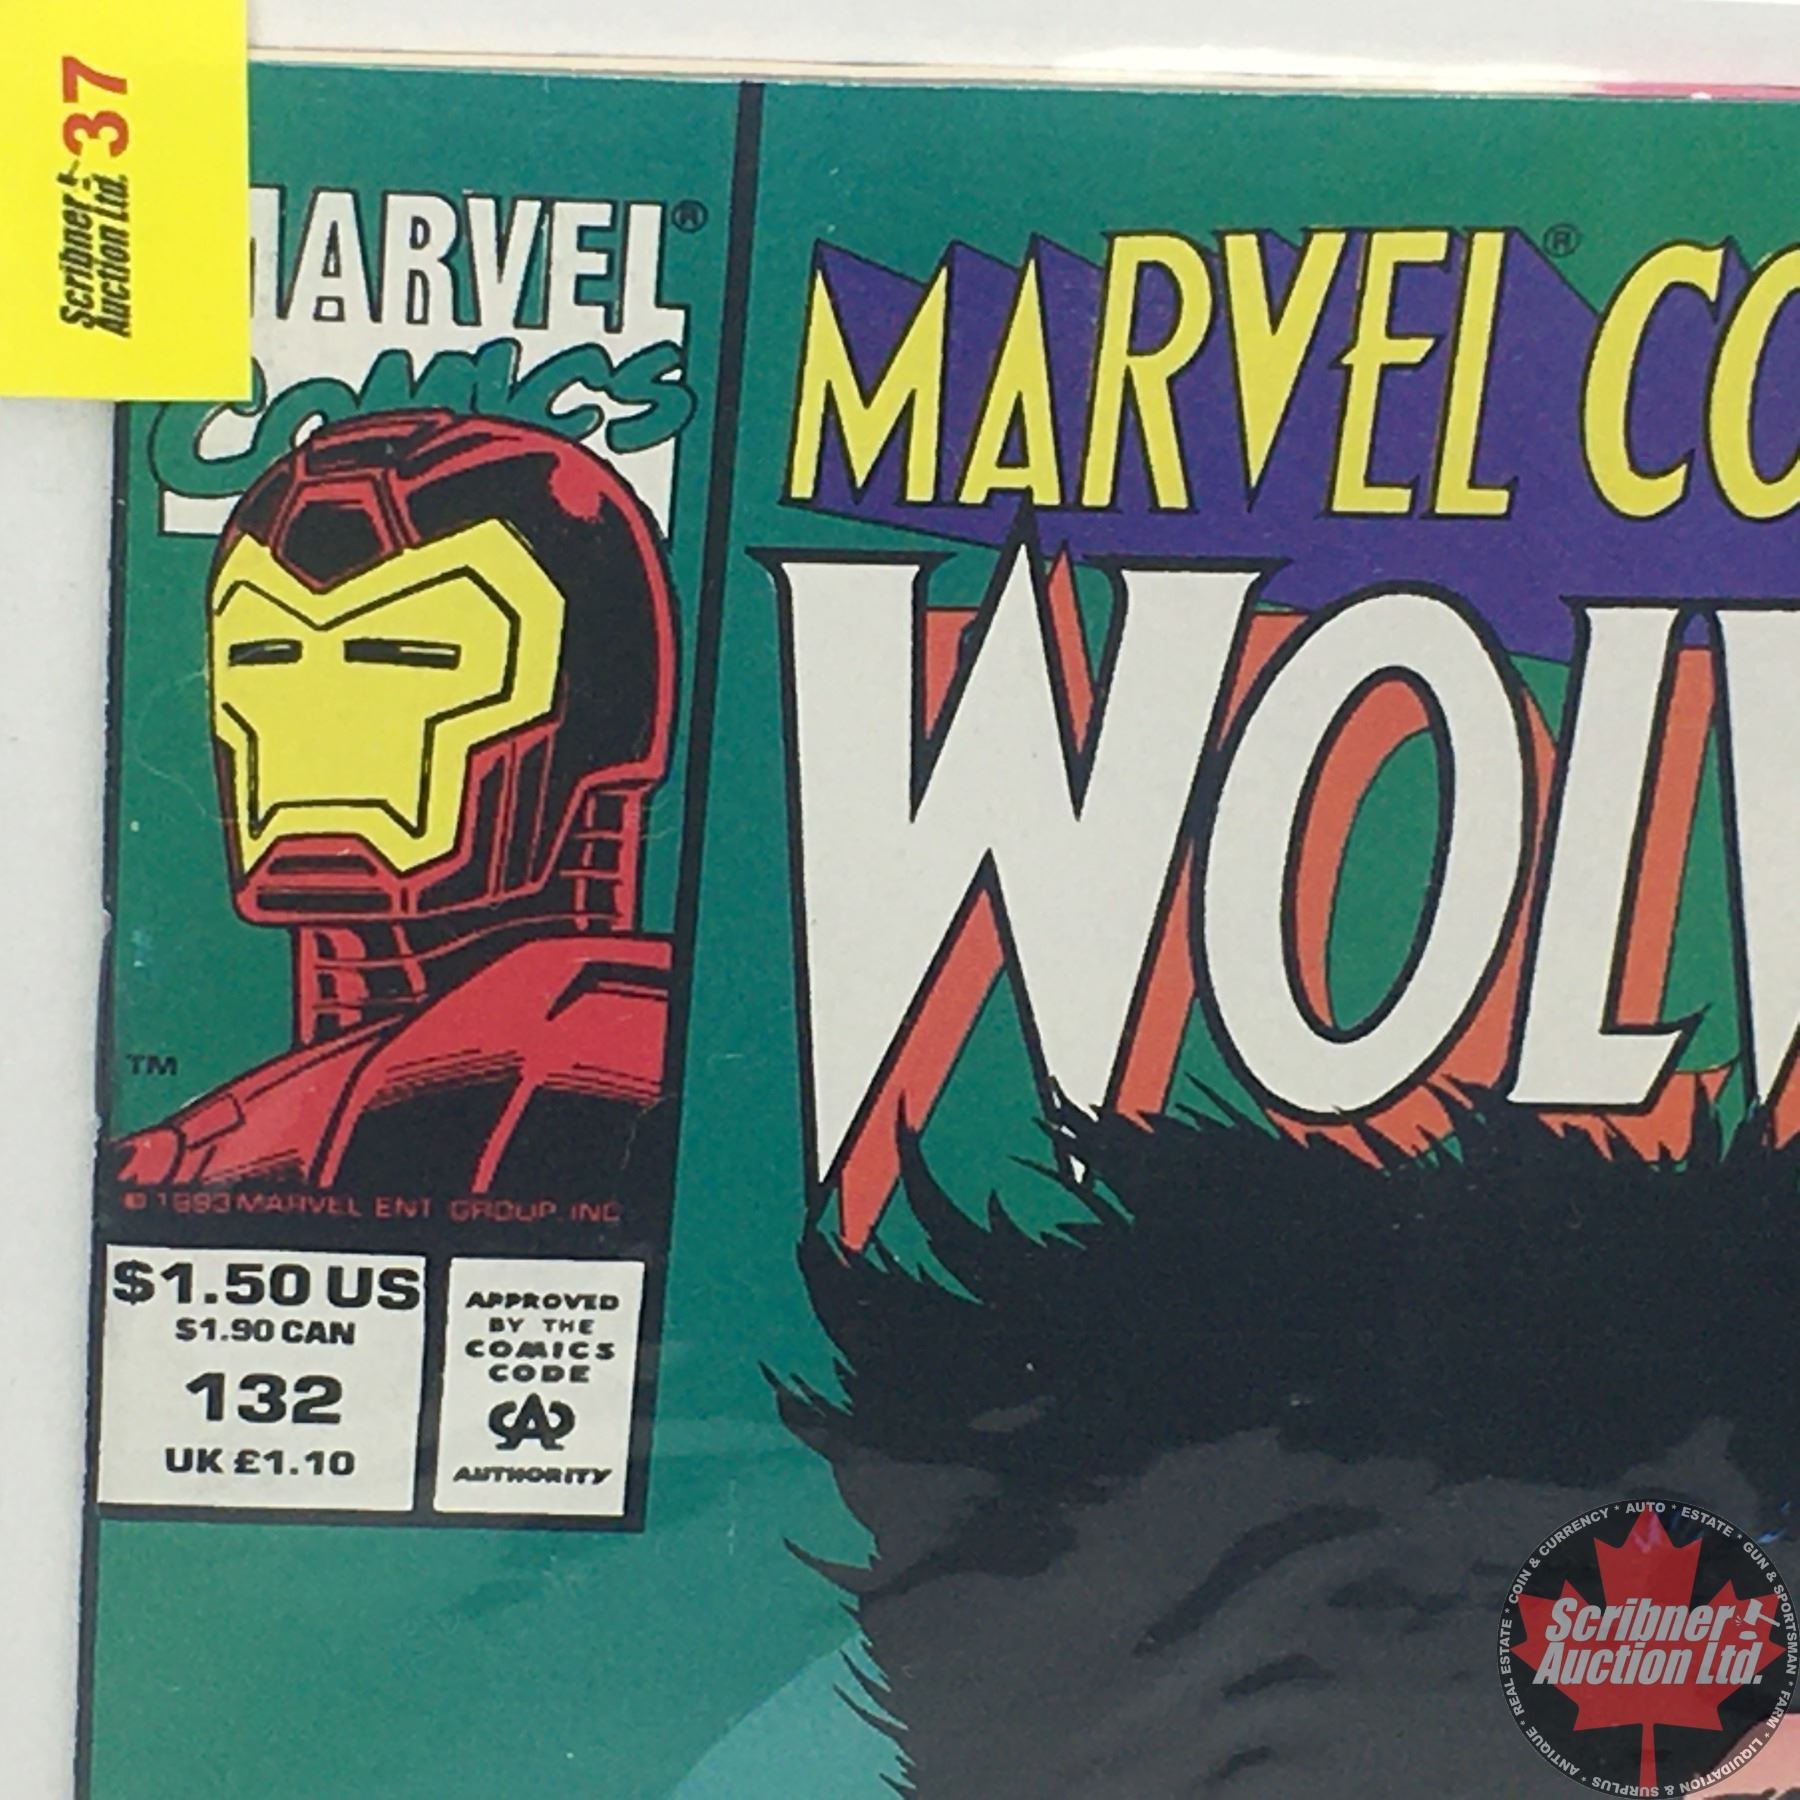 37
Scribner
Auction Ltd.
MARVEL®
COMICS
TM
© 1993 MARVEL ENT GROUP. INC
$1.50 US
$1.90 CAN
132
UK £1.10
APPROVED
BY THE
COMICS
CODE
CA
AUTHORITY
MARVEL® CO
WOLV
ANTIQUE * REAL ESTATE * COIN & CURRENCY * AUTO * ESTATE * GUN & SPORTSMAN * FARM * LIQUIDATION & SURPLUS *
Scribner
Auction Ltd.